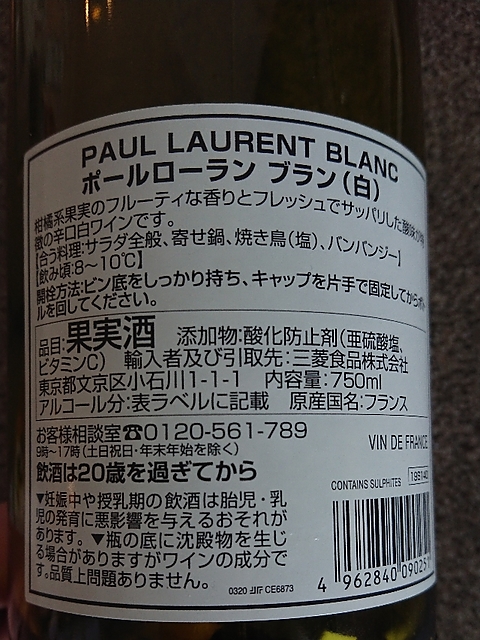 PAUL LAURENT BLANC
ポールローラン ブラン(白)
柑橘系果実のフルーティな香りとフレッシュでサッパリした酸味が特
徴の辛口白ワインです。
【合う料理:サラダ全般、寄せ鍋、焼き鳥(塩)、バンバンジー】
【飲み頃:8~10℃】
開栓方法:ビン底をしっかり持ち、キャップを片手で固定してからボト
ルを回してください。
品目:果実酒 添加物:酸化防止剤(亜硫酸塩、
ビタミンC) 輸入者及び引取先:三菱食品株式会社
東京都文京区小石川1-1-1 内容量:750ml
アルコール分:表ラベルに記載 原産国名:フランス
お客様相談室☎0120-561-789
9時~17時(土日祝日・年末年始を除く)
飲酒は20歳を過ぎてから
VIN DE FRANCE
▼妊娠中や授乳期の飲酒は胎児・乳
児の発育に悪影響を与えるおそれが
あります。▼瓶の底に沈殿物を生じ
る場合がありますがワインの成分で
す。品質上問題ありません。
0320 JIF CE6873
195140
CONTAINS SULPHITES
4 962840 09025